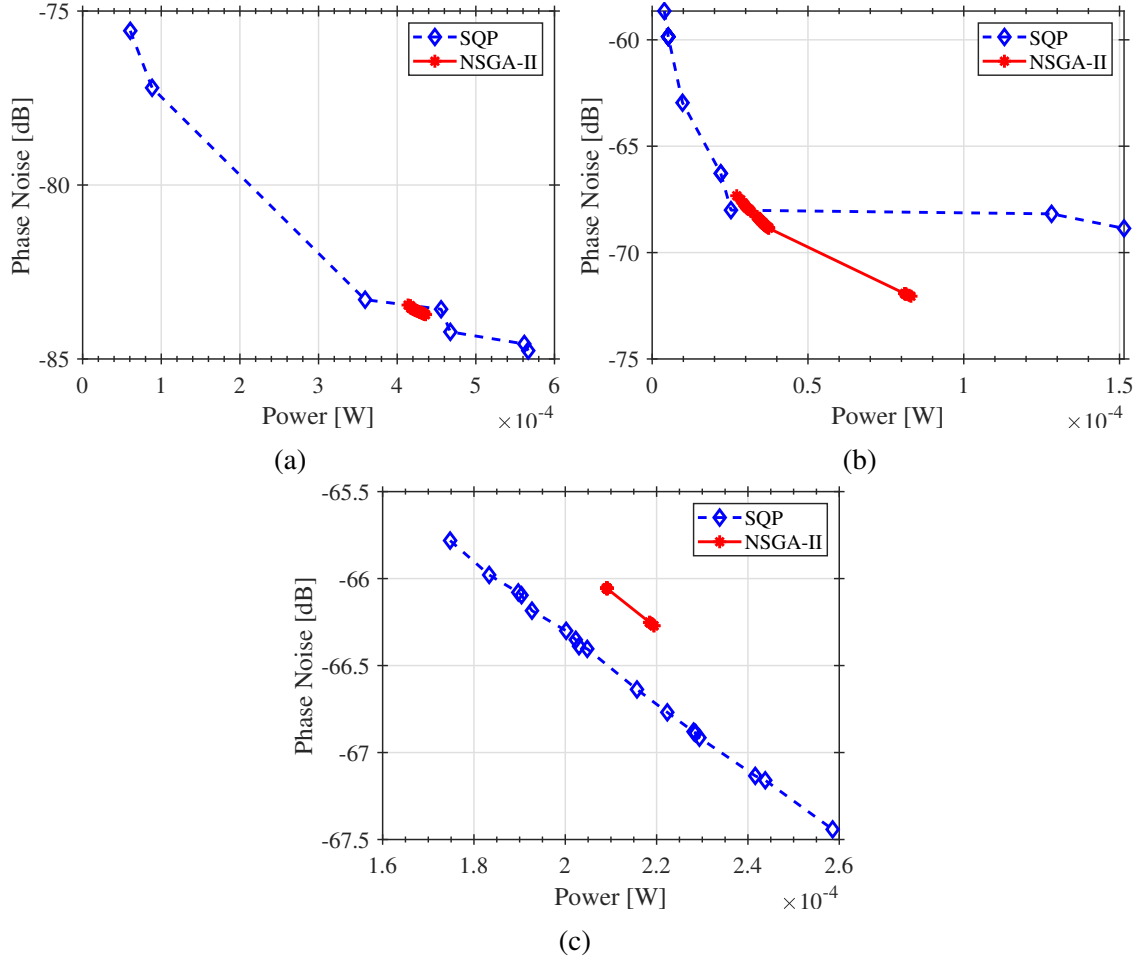 -75
-80
-85
Phase Noise [dB]
0
1
2
3
4
5
6
Power [W]
×10-4
SQP
NSGA-II
(a)
-60
-65
-70
-75
Phase Noise [dB]
0
0.5
1
1.5
Power [W]
×10-4
SQP
NSGA-II
(b)
-65.5
-66
-66.5
-67
-67.5
Phase Noise [dB]
1.6
1.8
2
2.2
2.4
2.6
Power [W]
×10-4
SQP
NSGA-II
(c)